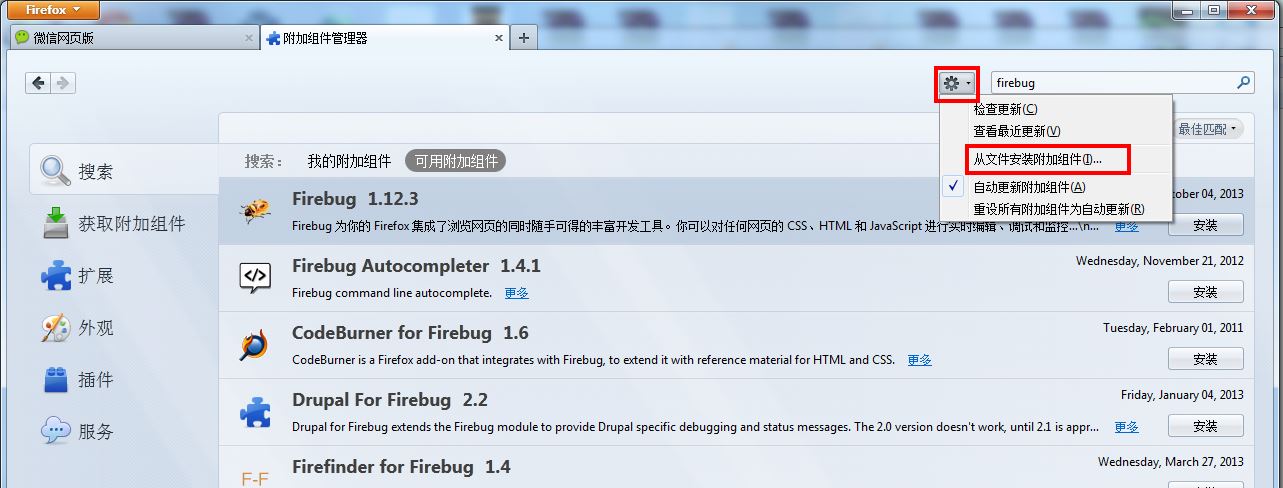 Firefox
微信网页版
附加组件管理器
firebug
检查更新(C)
查看最近更新(V)
从文件安装附加组件(I)...
自动更新附加组件(A)
重设所有附加组件为自动更新(R)
最佳匹配
搜索： 我的附加组件 可用附加组件
搜索
获取附加组件
扩展
外观
插件
服务
Firebug 1.12.3
ober 04, 2013
Firebug 为你的 Firefox 集成了浏览网页的同时随手可得的丰富开发工具。你可以对任何网页的 CSS、HTML 和 JavaScript 进行实时编辑、调试和监控...\n... 更多
安装
Firebug Autocompleter 1.4.1
Wednesday, November 21, 2012
Firebug command line autocomplete. 更多
安装
CodeBurner for Firebug 1.6
Tuesday, February 01, 2011
CodeBurner is a Firefox add-on that integrates with Firebug, to extend it with reference material for HTML and CSS. 更多
安装
Drupal For Firebug 2.2
Friday, January 04, 2013
Drupal for Firebug extends the Firebug module to provide Drupal specific debugging and status messages. The 2.0 version doesn't work, until 2.1 is appr... 更多
安装
F-F
Firefinder for Firebug 1.4
Wednesday, March 27, 2013